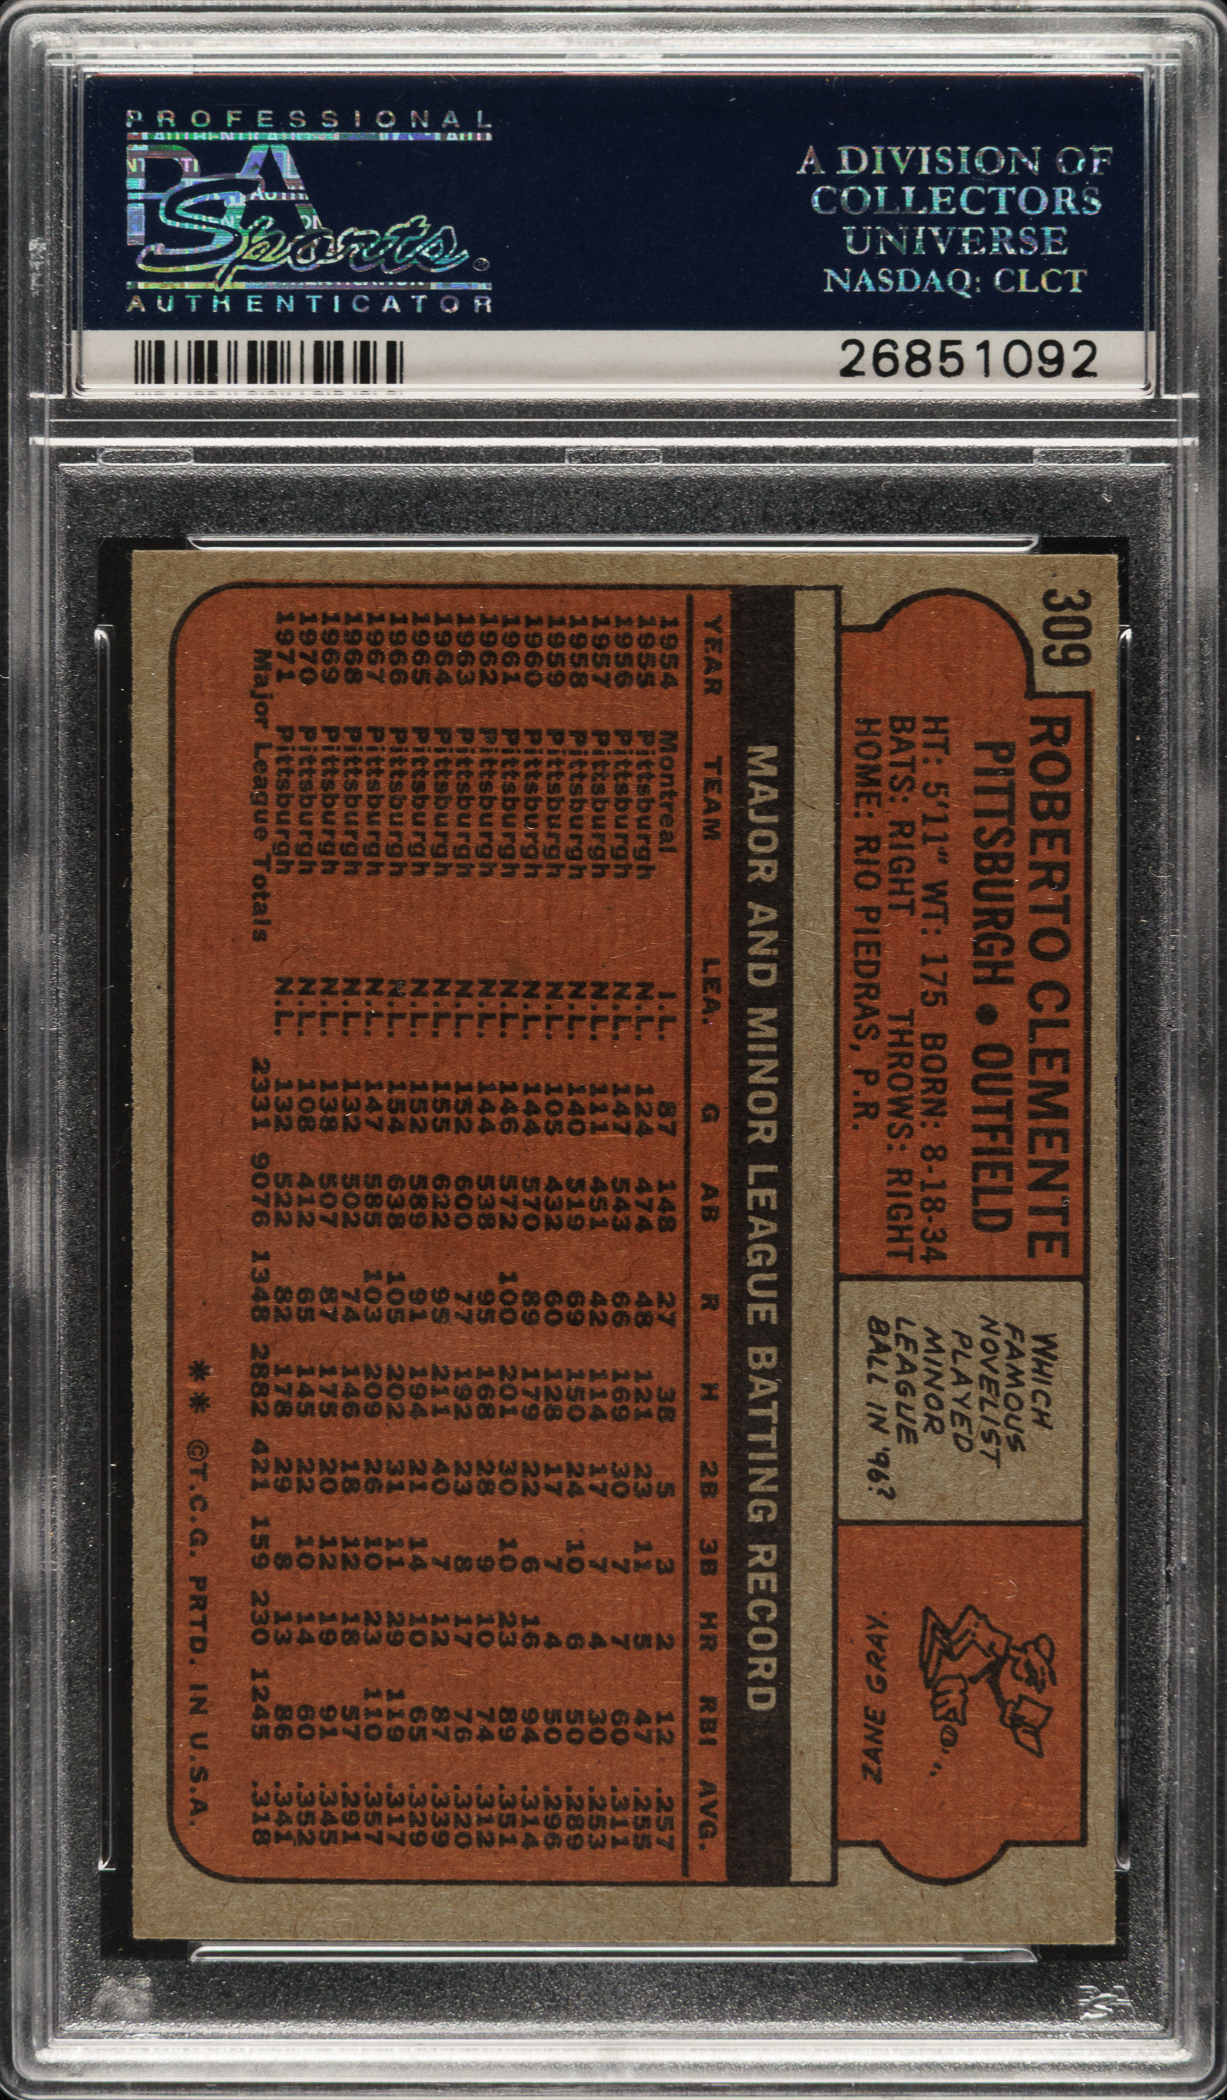 PROFESSIONAL
PSA
Sports®
AUTHENTICATOR
A DIVISION OF
COLLECTORS
UNIVERSE
NASDAQ: CLCT
26851092
309
ROBERTO CLEMENTE
PITTSBURGH • OUTFIELD
HT: 5'11" WT: 175 BORN: 8-18-34
BATS: RIGHT THROWS: RIGHT
HOME: RIO PIEDRAS, P.R.
WHICH
FAMOUS
NOVELIST
PLAYED
MINOR
LEAGUE
BALL IN '96?
ZANE GRAY.
MAJOR AND MINOR LEAGUE BATTING RECORD
YEAR TEAM LEA. G AB R H 2B 3B HR RBI AVG.
1954 Montreal I.L. 87 148 27 38 5 3 2 12 .257
1955 Pittsburgh N.L. 124 474 48 121 23 11 5 47 .255
1956 Pittsburgh N.L. 147 543 66 169 30 7 7 60 .311
1957 Pittsburgh N.L. 111 451 42 114 17 7 4 30 .253
1958 Pittsburgh N.L. 140 519 69 150 24 10 6 50 .289
1959 Pittsburgh N.L. 105 432 60 128 17 7 4 50 .296
1960 Pittsburgh N.L. 144 570 89 179 22 6 16 94 .314
1961 Pittsburgh N.L. 146 572 100 201 30 10 23 89 .351
1962 Pittsburgh N.L. 144 538 95 168 28 9 10 74 .312
1963 Pittsburgh N.L. 152 600 77 192 23 8 17 76 .320
1964 Pittsburgh N.L. 155 622 95 211 40 7 12 87 .339
1965 Pittsburgh N.L. 152 589 91 194 21 14 10 65 .329
1966 Pittsburgh N.L. 154 638 105 202 31 11 29 119 .317
1967 Pittsburgh N.L. 147 585 103 209 26 10 23 110 .357
1968 Pittsburgh N.L. 132 502 74 146 18 12 18 57 .291
1969 Pittsburgh N.L. 138 507 87 175 20 12 19 91 .345
1970 Pittsburgh N.L. 108 412 65 145 22 10 14 60 .352
1971 Pittsburgh N.L. 132 522 82 178 29 8 13 86 .341
Major League Totals 2331 9076 1348 2882 421 159 230 1245 .318
** ©T.C.G. PRTD. IN U.S.A.